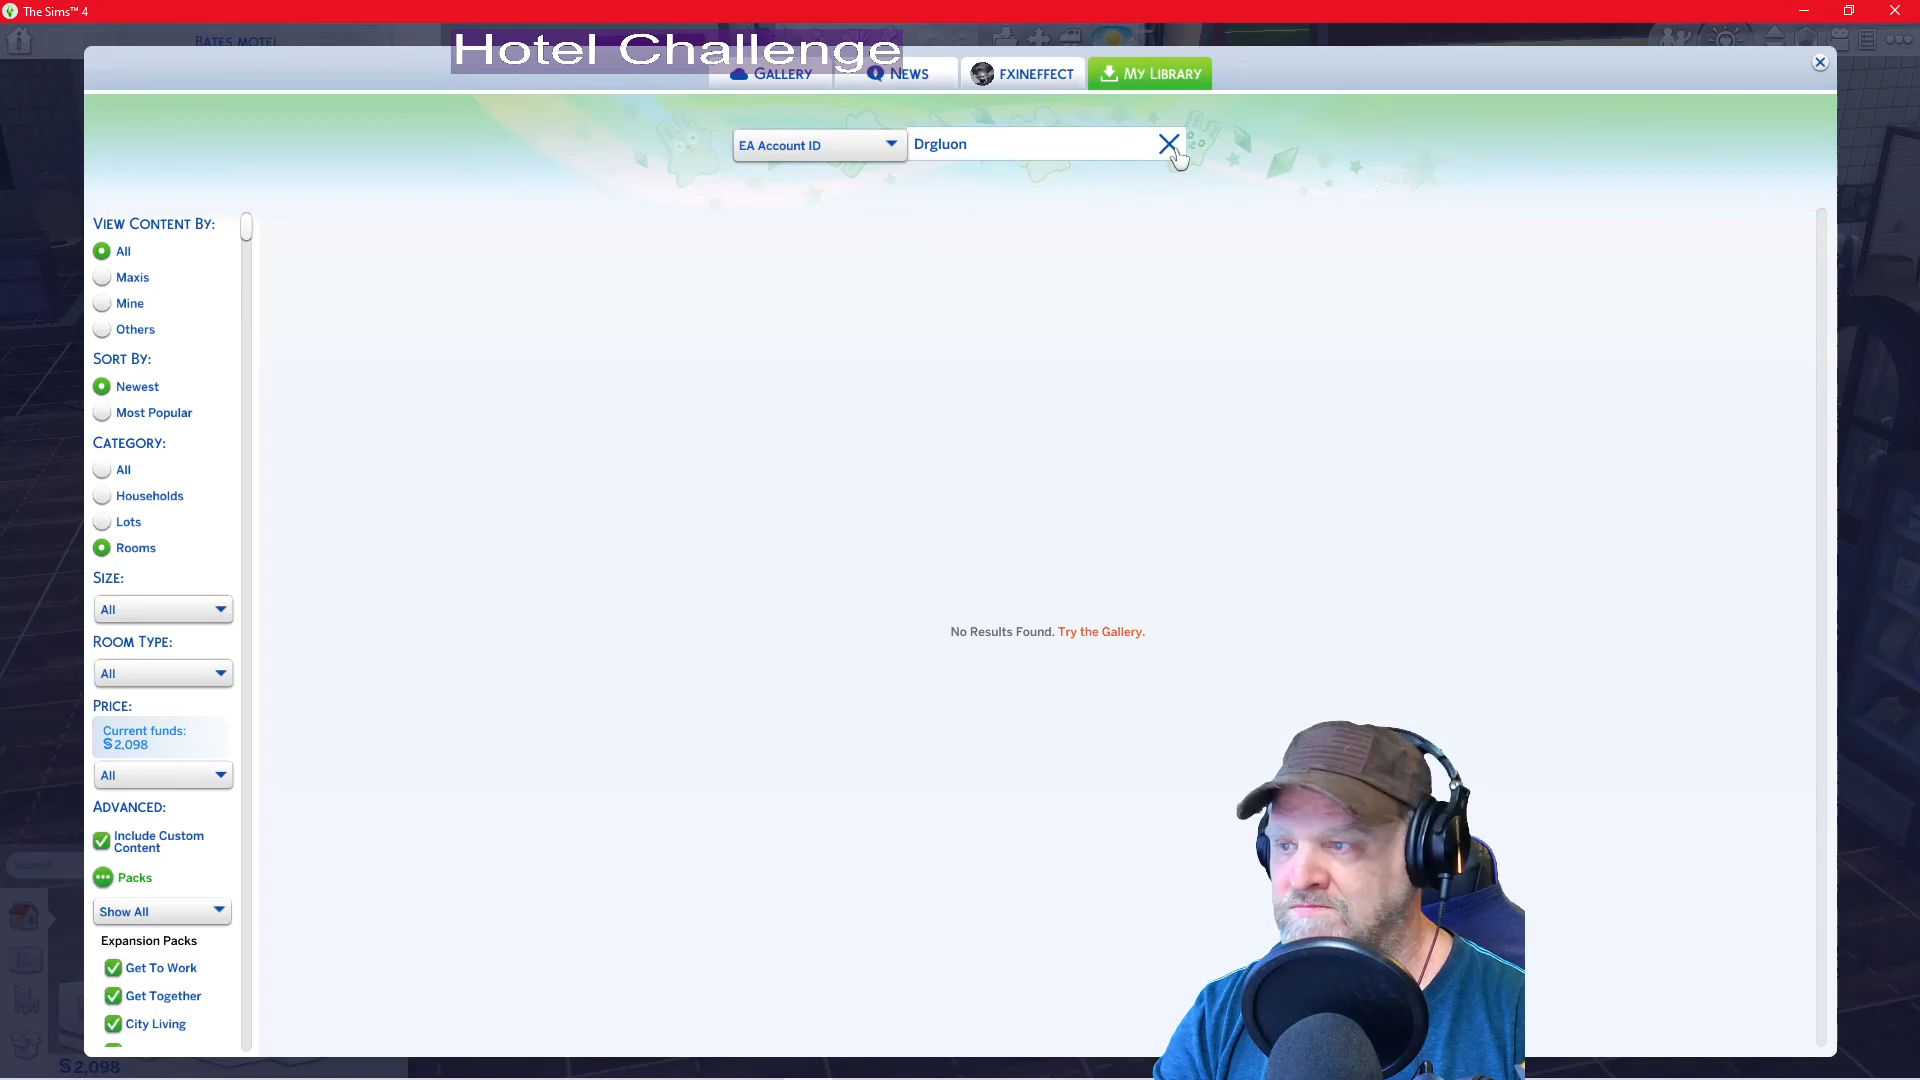 The Sims™ 4
BATES MOTEL
Hotel Challenge
GALLERY
NEWS
FXINEFFECT
MY LIBRARY
EA Account ID
Drgluon
VIEW CONTENT BY:
All
Maxis
Mine
Others
SORT BY:
Newest
Most Popular
CATEGORY:
All
Households
Lots
Rooms
SIZE:
All
ROOM TYPE:
All
PRICE:
Current funds:
§2,098
All
ADVANCED:
Include Custom
Content
Packs
Show All
Expansion Packs
Get To Work
Get Together
City Living
No Results Found. Try the Gallery.
Search
§2,098